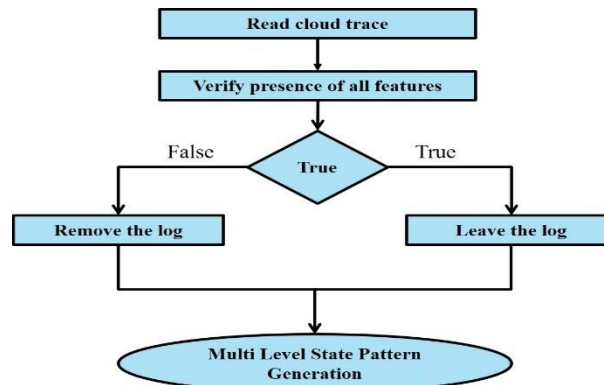 Read cloud trace
Verify presence of all features
False
True
True
Remove the log
Leave the log
Multi Level State Pattern
Generation